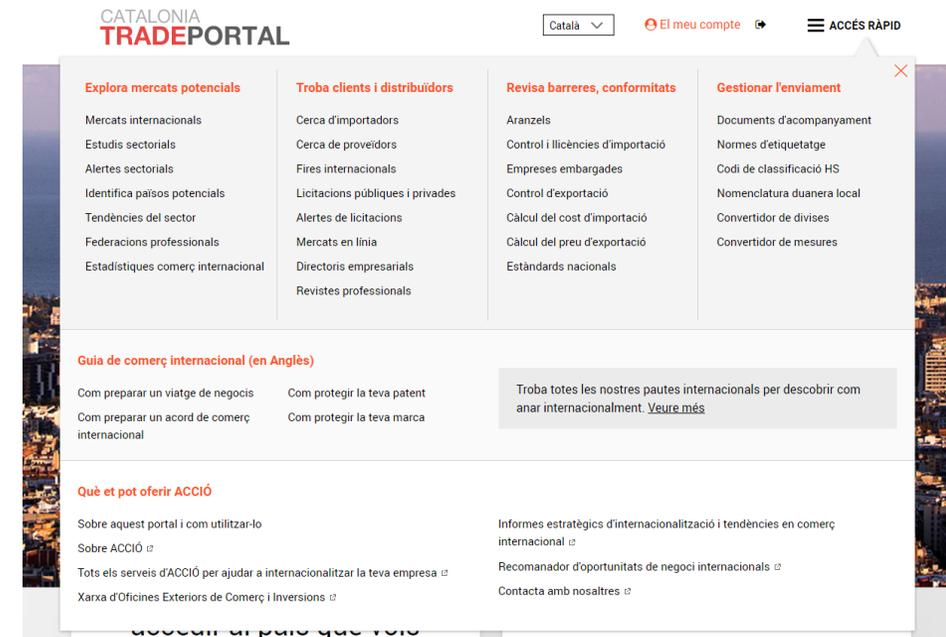 CATALONIA
TRADEPORTAL
Català
El meu compte
ACCÉS RÀPID
Explora mercats potencials
Mercats internacionals
Estudis sectorials
Alertes sectorials
Identifica països potencials
Tendències del sector
Federacions professionals
Estadístiques comerç internacional
Troba clients i distribuïdors
Cerca d'importadors
Cerca de proveïdors
Fires internacionals
Licitacions públiques i privades
Alertes de licitacions
Mercats en línia
Directoris empresarials
Revistes professionals
Revisa barreres, conformitats
Aranzels
Control i llicències d'importació
Empreses embargades
Control d'exportació
Càlcul del cost d'importació
Càlcul del preu d'exportació
Estàndards nacionals
Gestionar l'enviament
Documents d'acompanyament
Normes d'etiquetatge
Codi de classificació HS
Nomenclatura duanera local
Convertidor de divises
Convertidor de mesures
Guia de comerç internacional (en Anglès)
Com preparar un viatge de negocis
Com preparar un acord de comerç
internacional
Com protegir la teva patent
Com protegir la teva marca
Troba totes les nostres pautes internacionals per descobrir com
anar internacionalment. Veure més
Què et pot oferir ACCIÓ
Sobre aquest portal i com utilitzar-lo
Sobre ACCIÓ
Tots els serveis d'ACCIÓ per ajudar a internacionalitzar la teva empresa
Xarxa d'Oficines Exteriors de Comerç i Inversions
Informes estratègics d'internacionalització i tendències en comerç
internacional
Recomanador d'oportunitats de negoci internacionals
Contacta amb nosaltres
accedir al país que vols